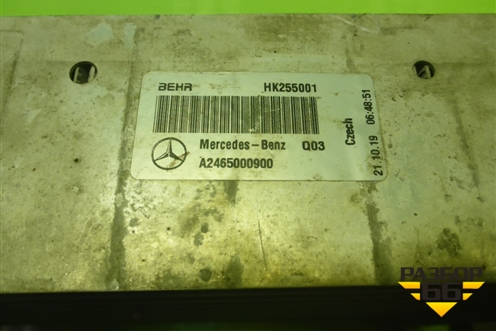 BEHR HK255001
Mercedes-Benz Q03
A2465000900
Czech
21.10.19 06:48:51
РАЗБОР
66